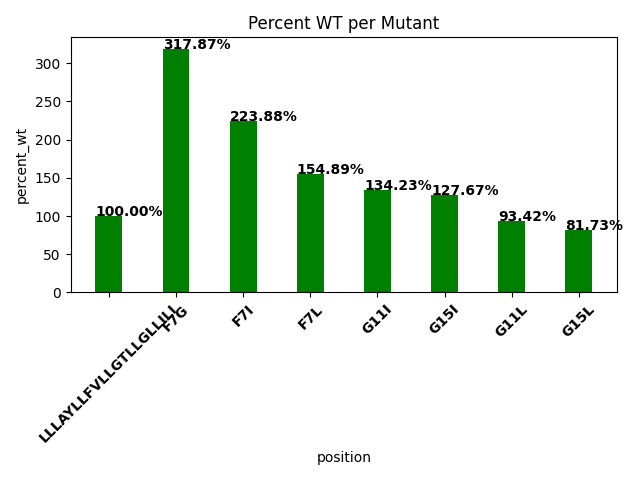 Percent WT per Mutant
percent_wt
300
250
200
150
100
50
0
100.00%
317.87%
223.88%
154.89%
134.23%
127.67%
93.42%
81.73%
LLLAYLLFVLLGTLLGLLILL
F7G
F7I
F7L
G11I
G15I
G11L
G15L
position